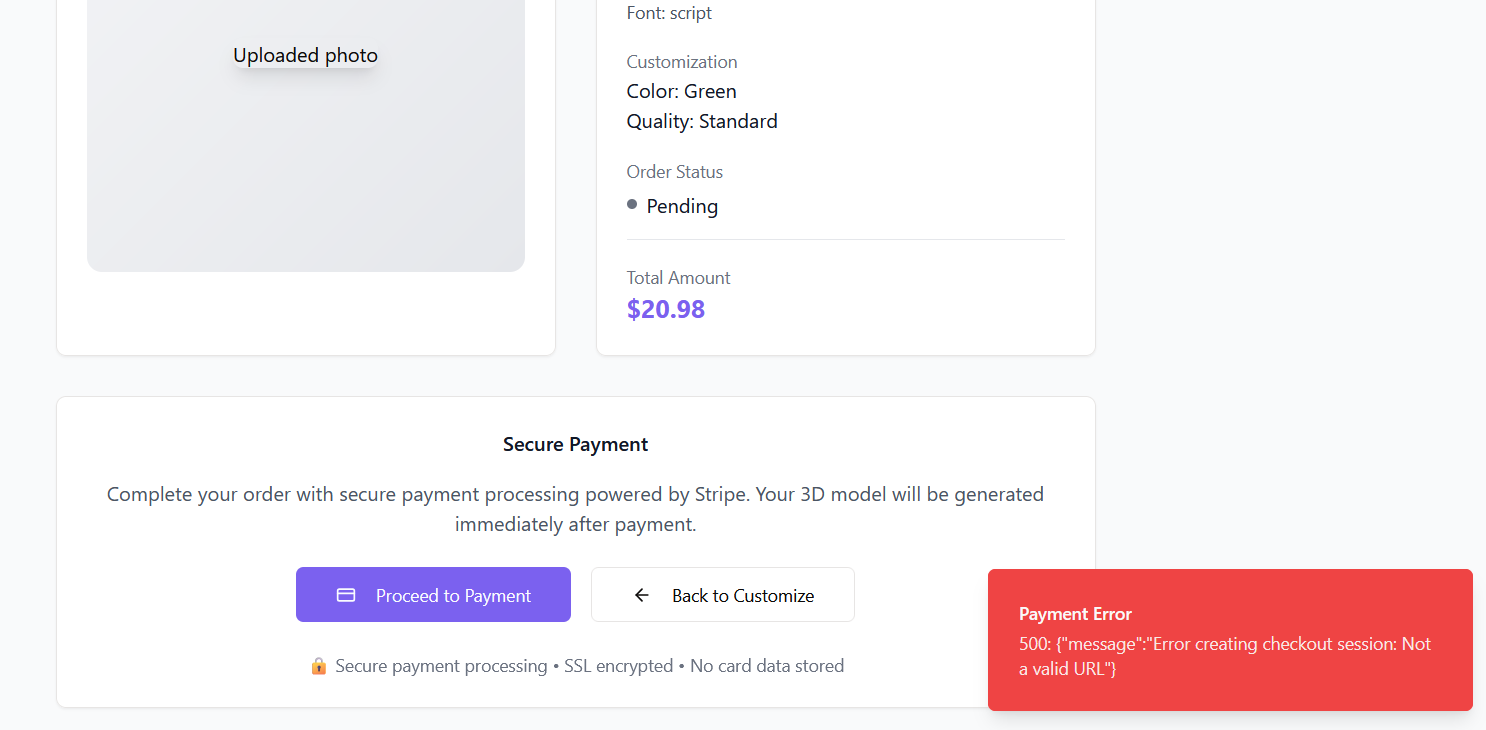 Uploaded photo
Font: script
Customization
Color: Green
Quality: Standard
Order Status
Pending
Total Amount
$20.98
Secure Payment
Complete your order with secure payment processing powered by Stripe. Your 3D model will be generated
immediately after payment.
Proceed to Payment
Back to Customize
Secure payment processing • SSL encrypted • No card data stored
Payment Error
500: {"message":"Error creating checkout session: Not
a valid URL"}